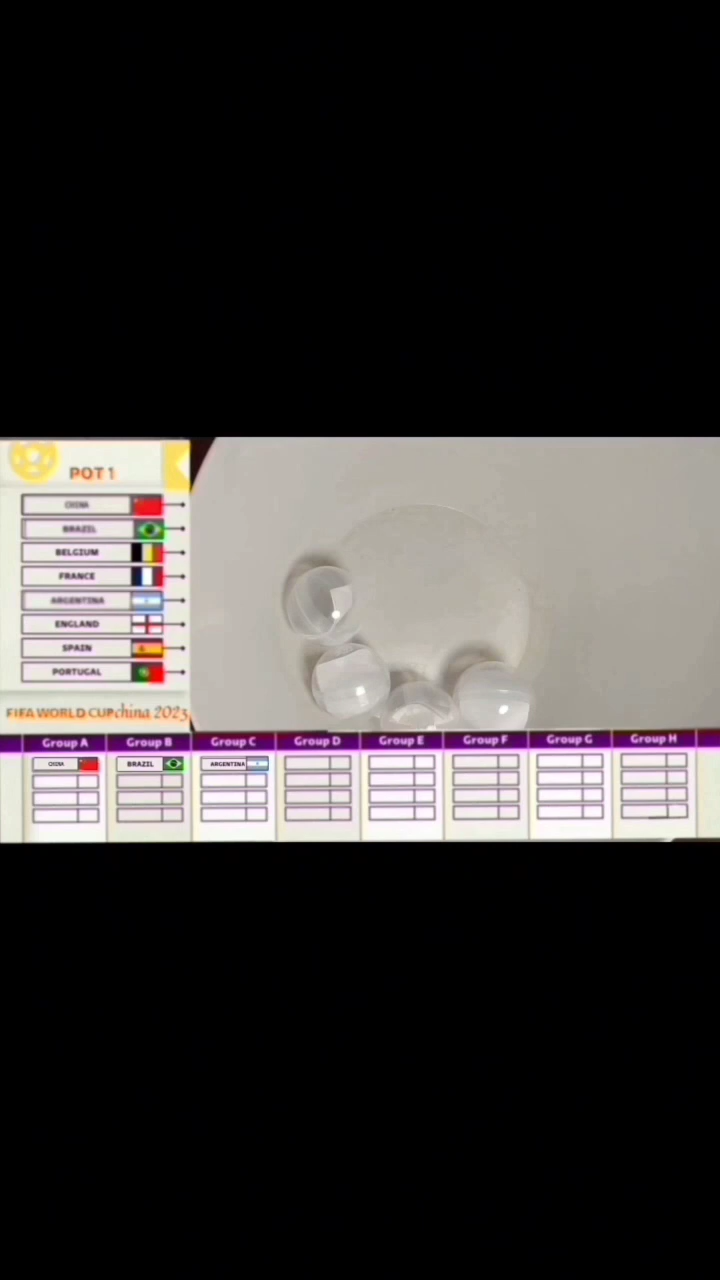 POT 1
CHINA
BRAZIL
BELGIUM
FRANCE
ARGENTINA
ENGLAND
SPAIN
PORTUGAL
FIFA WORLD CUP china 2023
Group A Group B Group C Group D Group E Group F Group G Group H
CHINA BRAZIL ARGENTINA